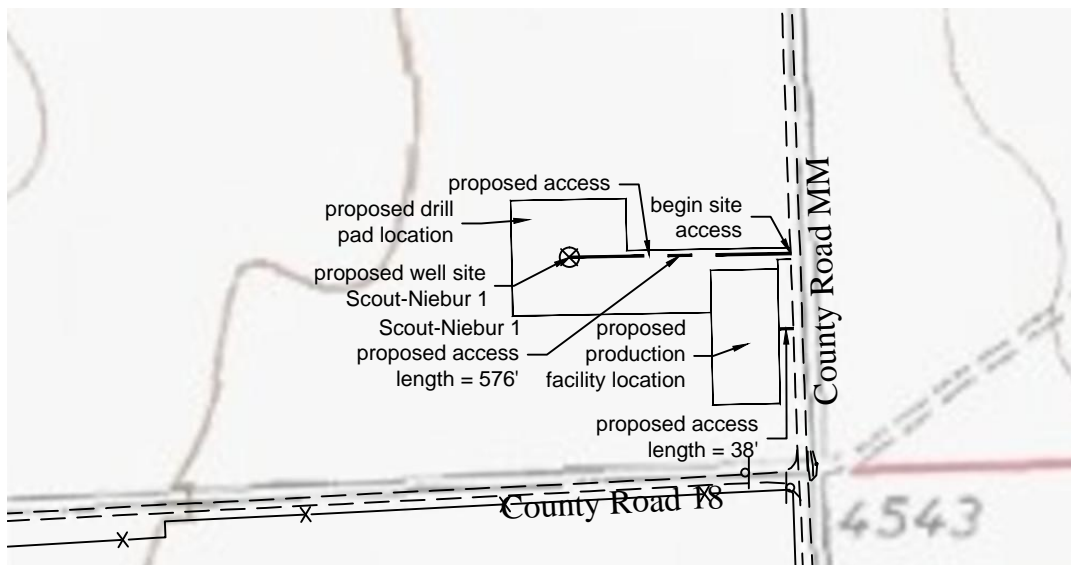 proposed access
begin site
access
proposed drill
pad location
proposed well site
Scout-Niebur 1
Scout-Niebur 1
proposed access
length = 576'
proposed
production
facility location
proposed access
length = 38'
County Road MM
County Road 18
4543